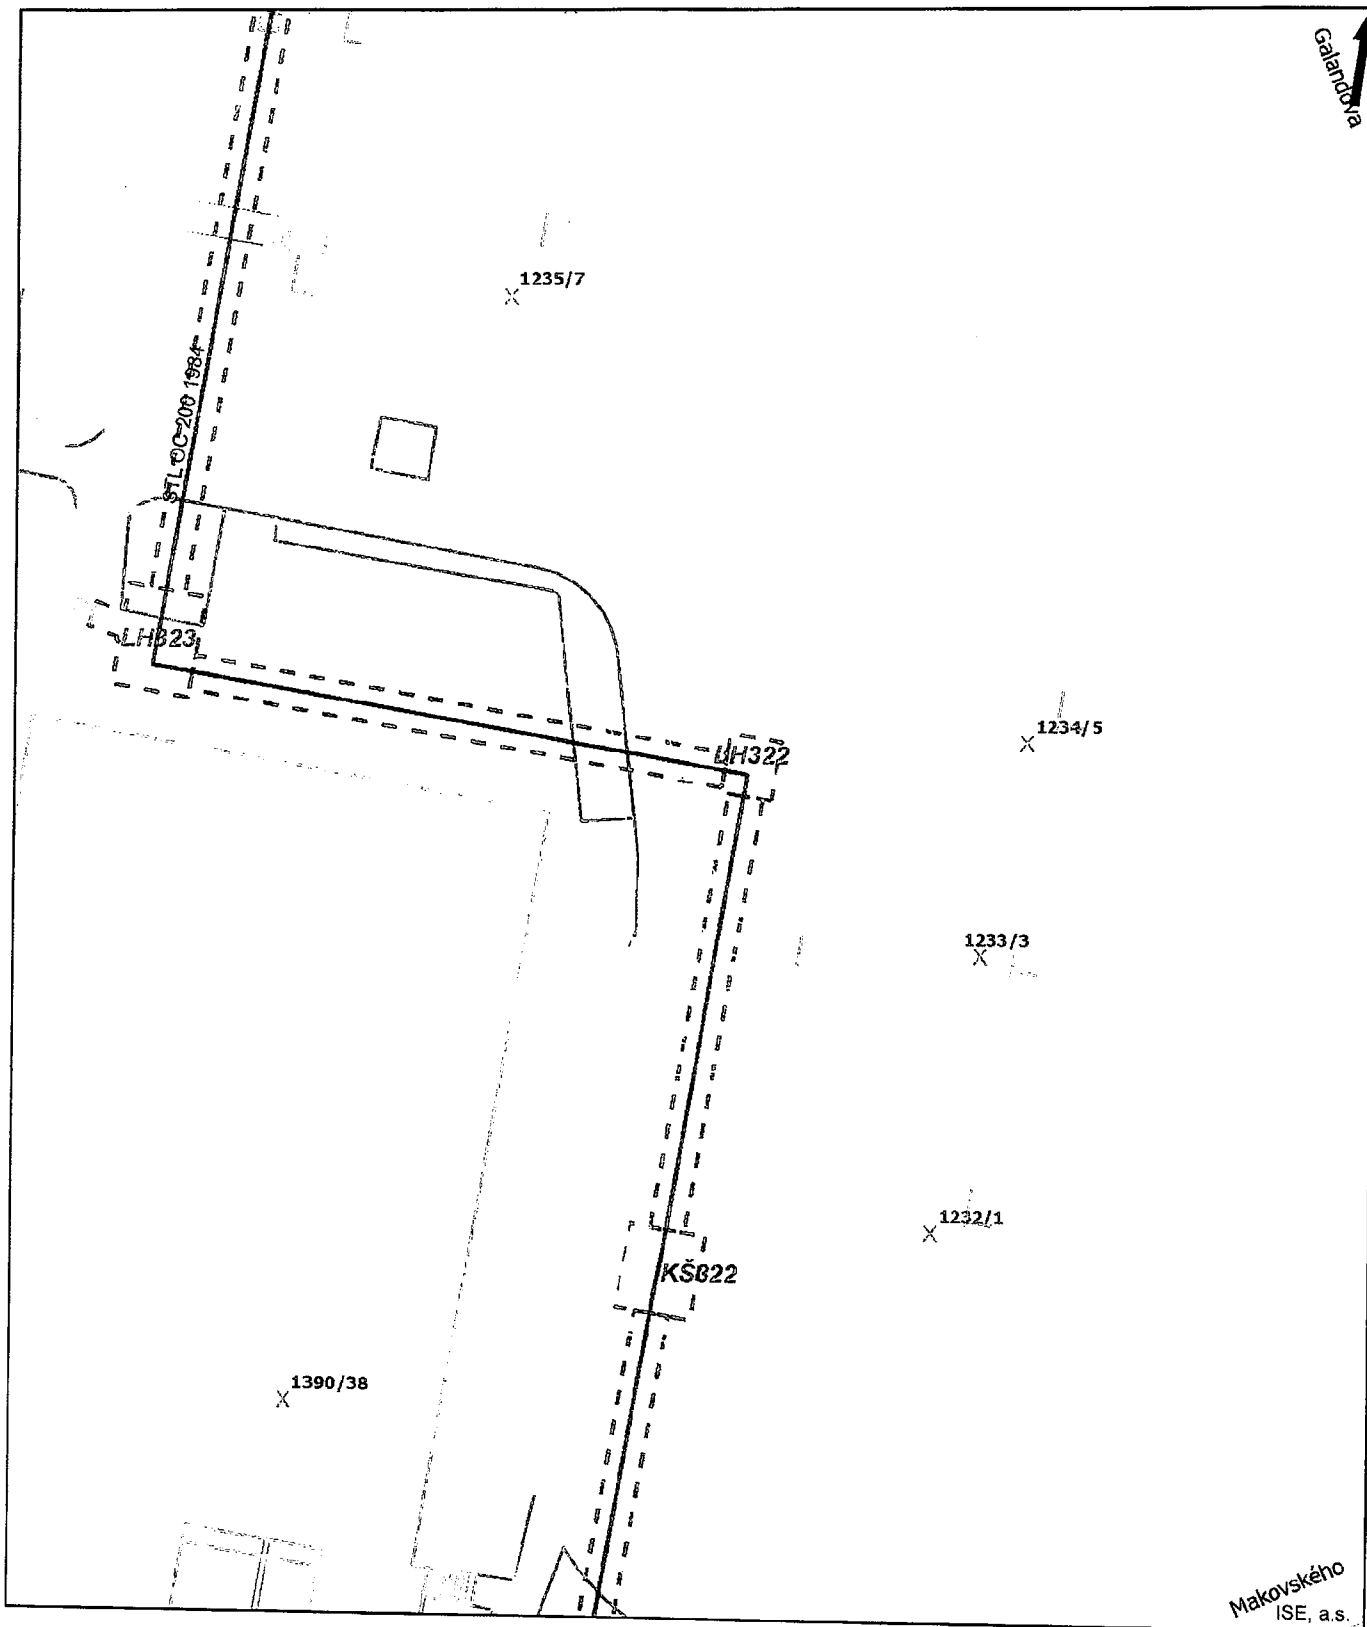 Galandova
1235/7
STL OC 200 1984
LH323
1234/5
LH322
1233/3
1232/1
KŠ322
1390/38
Makovského
ISE, a.s.